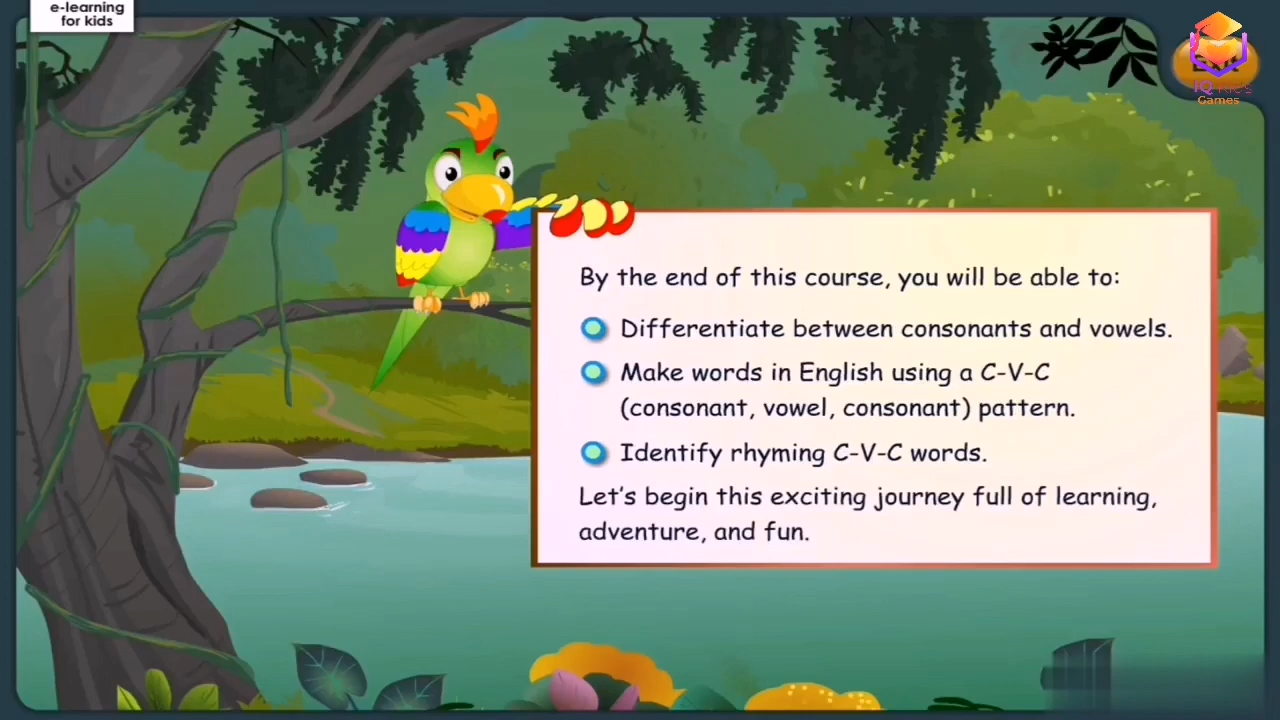 e-learning
for kids
IQ
Games
By the end of this course, you will be able to:
Differentiate between consonants and vowels.
Make words in English using a C-V-C
(consonant, vowel, consonant) pattern.
Identify rhyming C-V-C words.
Let's begin this exciting journey full of learning,
adventure, and fun.